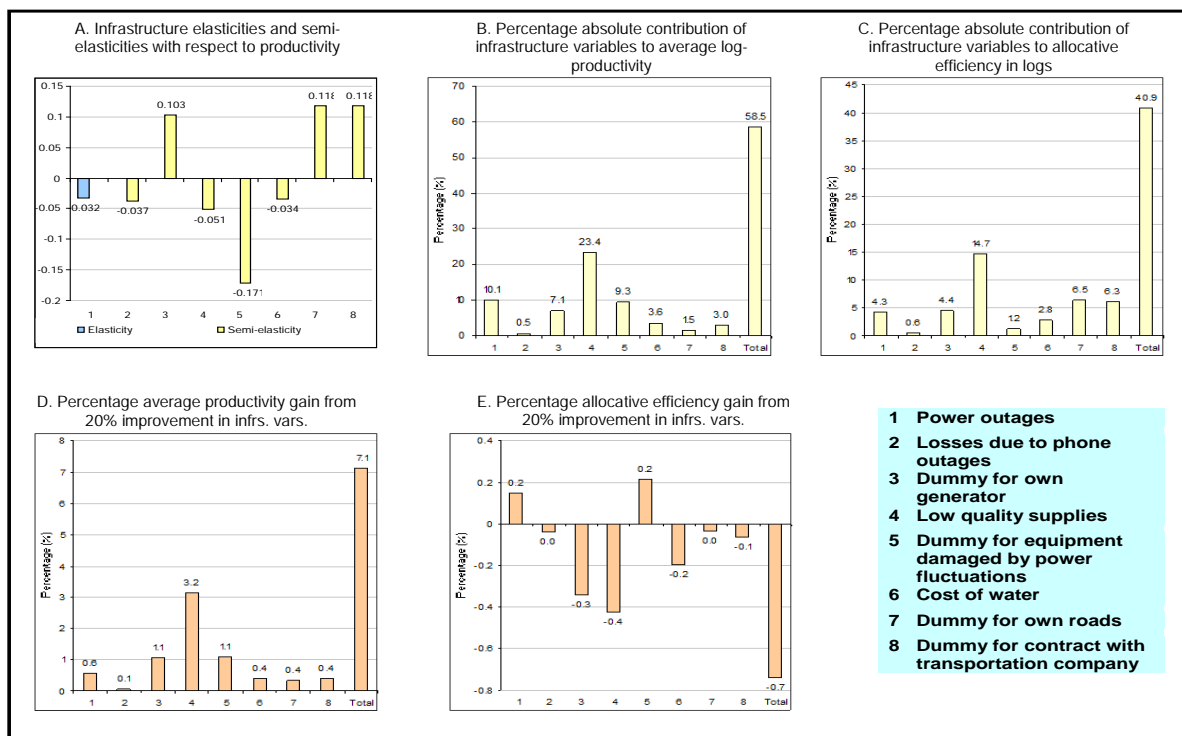 A. Infrastructure elasticities and semi-
elasticities with respect to productivity
0.15
0.1
0.05
0
-0.05
-0.1
-0.15
-0.2
-0.032
-0.037
0.103
-0.051
-0.171
-0.034
0.118
0.118
1 2 3 4 5 6 7 8
Elasticity Semi-elasticity
B. Percentage absolute contribution of
infrastructure variables to average log-
productivity
Percentage (%)
70
60
50
40
30
20
10
0
10.1
0.5
7.1
23.4
9.3
3.6
1.5
3.0
58.5
1 2 3 4 5 6 7 8 Total
C. Percentage absolute contribution of
infrastructure variables to allocative
efficiency in logs
Percentage (%)
45
40
35
30
25
20
15
10
5
0
4.3
0.6
4.4
14.7
1.2
2.8
6.5
6.3
40.9
1 2 3 4 5 6 7 8 Total
D. Percentage average productivity gain from
20% improvement in infrs. vars.
Percentage (%)
8
7
6
5
4
3
2
1
0
0.6
0.1
1.1
3.2
1.1
0.4
0.4
0.4
7.1
1 2 3 4 5 6 7 8 Total
E. Percentage allocative efficiency gain from
20% improvement in infrs. vars.
Percentage (%)
0.4
0.2
0
-0.2
-0.4
-0.6
-0.8
0.2
0.0
-0.3
-0.4
0.2
-0.2
0.0
-0.1
-0.7
1 2 3 4 5 6 7 8 Total
1 Power outages
2 Losses due to phone
outages
3 Dummy for own
generator
4 Low quality supplies
5 Dummy for equipment
damaged by power
fluctuations
6 Cost of water
7 Dummy for own roads
8 Dummy for contract with
transportation company